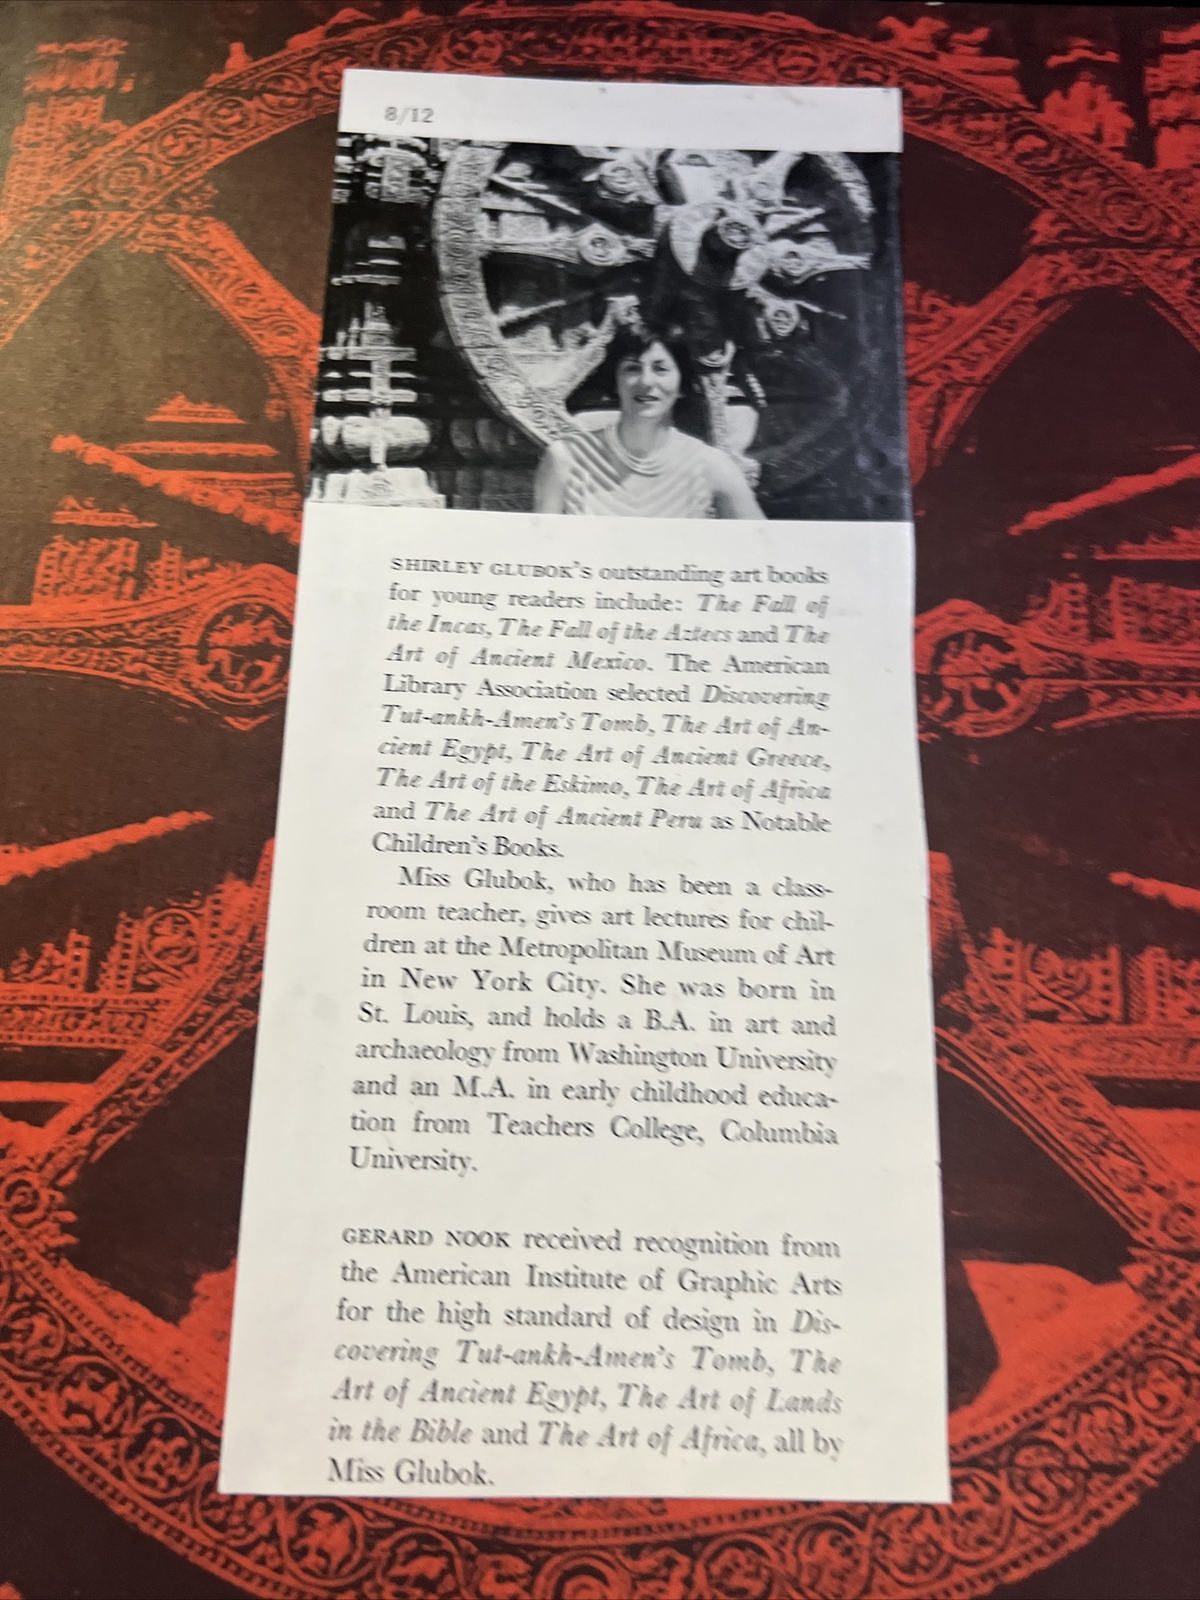 8/12
SHIRLEY GLUBOK'S outstanding art books
for young readers include: The Fall of
the Incas, The Fall of the Aztecs and The
Art of Ancient Mexico. The American
Library Association selected Discovering
Tut-ankh-Amen's Tomb, The Art of An-
cient Egypt, The Art of Ancient Greece,
The Art of the Eskimo, The Art of Africa
and The Art of Ancient Peru as Notable
Children's Books.
Miss Glubok, who has been a class-
room teacher, gives art lectures for chil-
dren at the Metropolitan Museum of Art
in New York City. She was born in
St. Louis, and holds a B.A. in art and
archaeology from Washington University
and an M.A. in early childhood educa-
tion from Teachers College, Columbia
University.
GERARD NOOK received recognition from
the American Institute of Graphic Arts
for the high standard of design in Dis-
covering Tut-ankh-Amen's Tomb, The
Art of Ancient Egypt, The Art of Lands
in the Bible and The Art of Africa, all by
Miss Glubok.